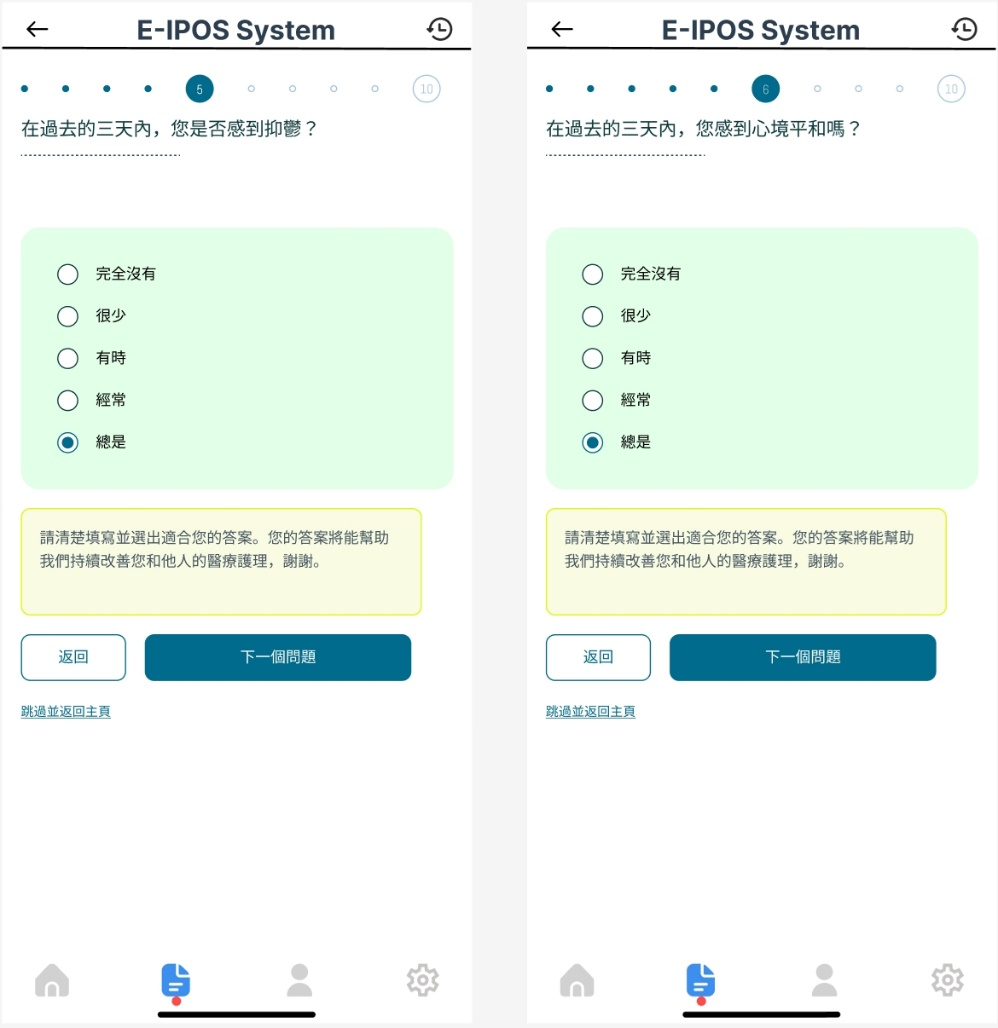 E-IPOS System
5
10
在過去的三天內，您是否感到抑鬱？
完全沒有
很少
有時
經常
總是
請清楚填寫並選出適合您的答案。您的答案將能幫助
我們持續改善您和他人的醫療護理，謝謝。
返回
下一個問題
跳過並返回主頁
E-IPOS System
6
10
在過去的三天內，您感到心境平和嗎？
完全沒有
很少
有時
經常
總是
請清楚填寫並選出適合您的答案。您的答案將能幫助
我們持續改善您和他人的醫療護理，謝謝。
返回
下一個問題
跳過並返回主頁